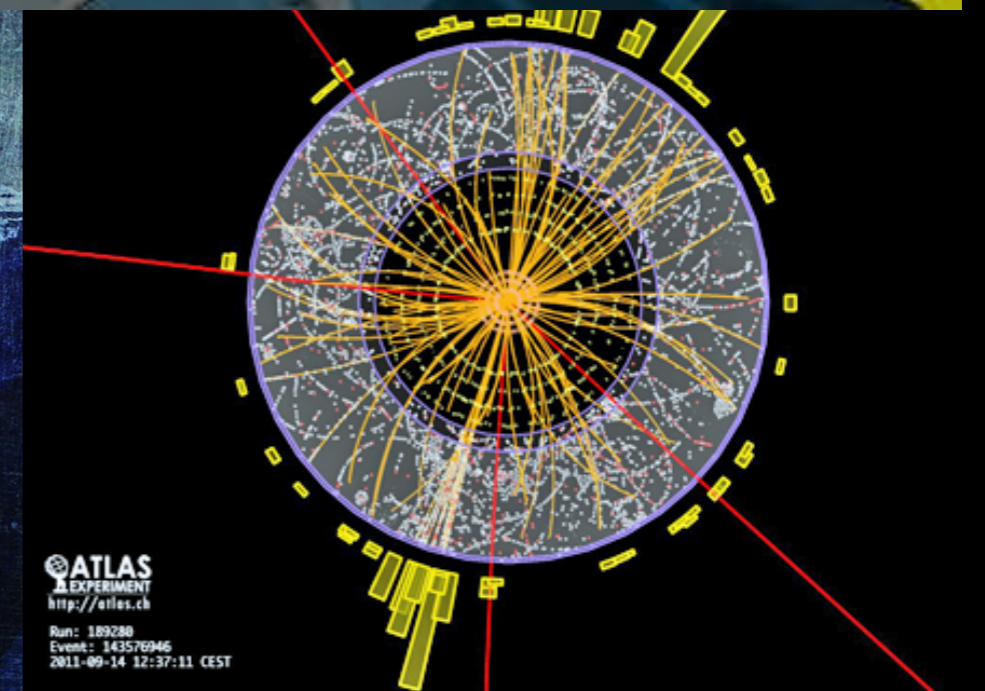 ATLAS
EXPERIMENT
http://atlas.ch
Run: 189280
Event: 143576946
2011-09-14 12:37:11 CEST